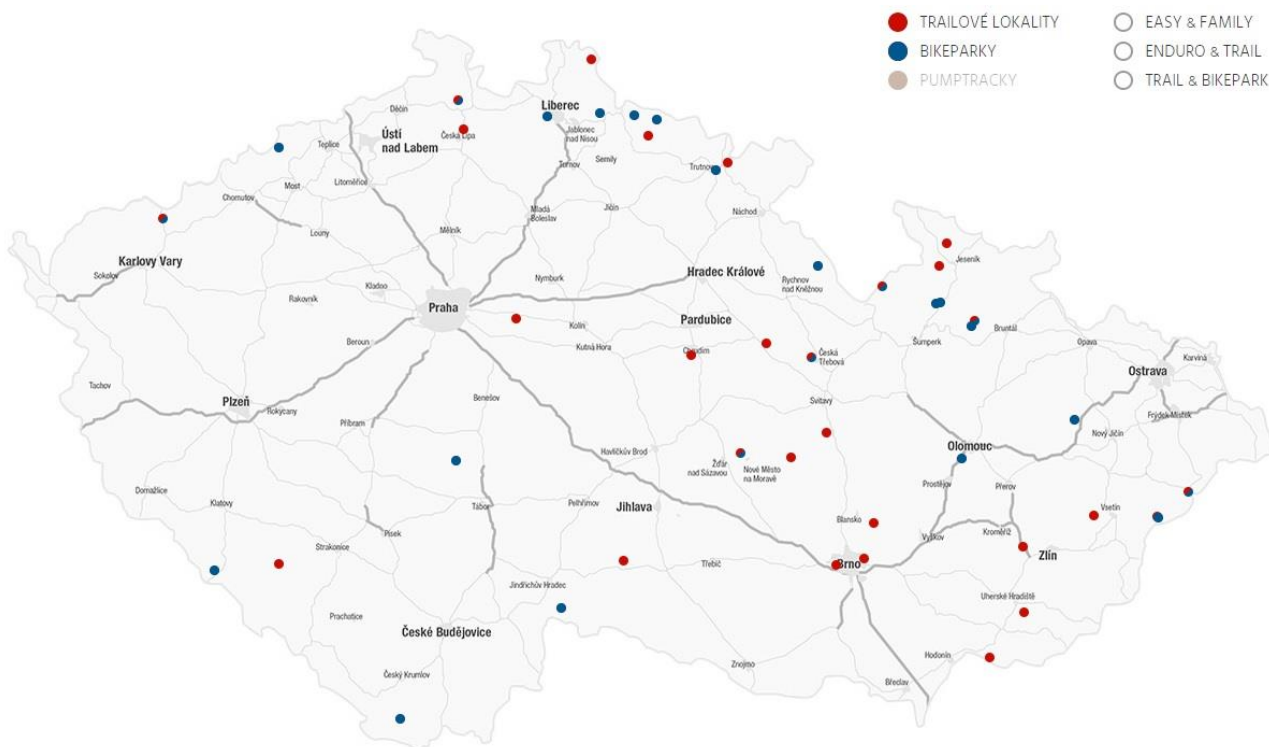 TRAILOVÉ LOKALITY
BIKEPARKY
PUMPTRACKY
EASY & FAMILY
ENDURO & TRAIL
TRAIL & BIKEPARK
Děčín
Liberec
Jablonec
nad Nisou
Ústí
nad Labem
Česká Lípa
Teplice
Semily
Turnov
Trutnov
Most
Litoměřice
Chomutov
Mladá
Boleslav
Jičín
Náchod
Louny
Mělník
Karlovy Vary
Sokolov
Jeseník
Hradec Králové
Rychnov
nad Kněžnou
Nymburk
Kladno
Rakovník
Praha
Pardubice
Kolín
Kutná Hora
Beroun
Chrudim
Česká
Třebová
Šumperk
Bruntál
Opava
Karviná
Ostrava
Tachov
Plzeň
Rokycany
Benešov
Svitavy
Frýdek-Místek
Příbram
Nový Jičín
Havlíčkův Brod
Žďár
nad Sázavou
Nové Město
na Moravě
Olomouc
Domažlice
Klatovy
Tábor
Pelhřimov
Jihlava
Prostějov
Přerov
Vsetín
Písek
Strakonice
Blansko
Vyškov
Kroměříž
Zlín
Třebíč
Brno
Jindřichův Hradec
Uherské Hradiště
Prachatice
České Budějovice
Znojmo
Hodonín
Český Krumlov
Břeclav